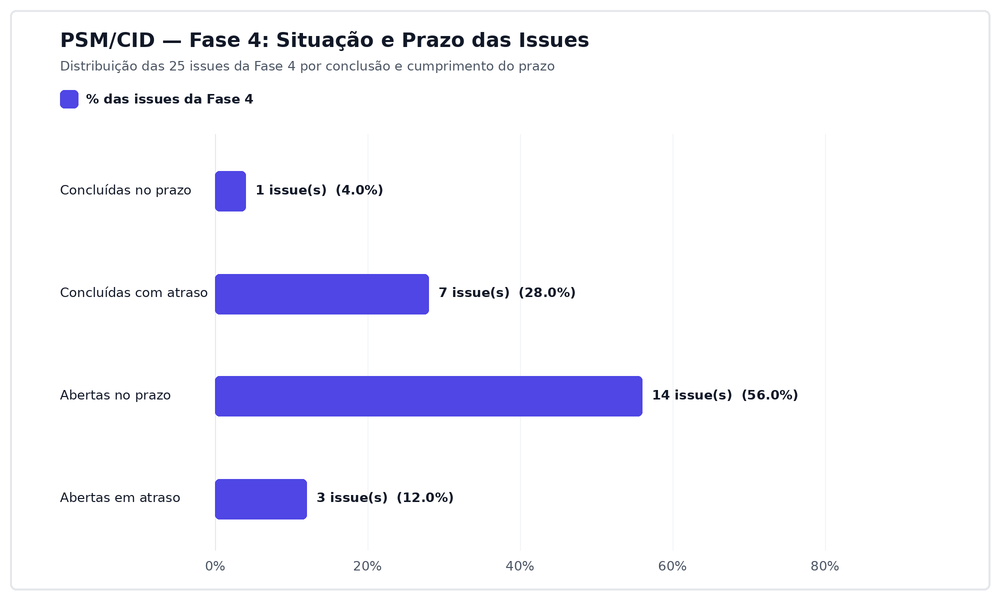 PSM/CID — Fase 4: Situação e Prazo das Issues
Distribuição das 25 issues da Fase 4 por conclusão e cumprimento do prazo
% das issues da Fase 4
Concluídas no prazo 1 issue(s) (4.0%)
Concluídas com atraso 7 issue(s) (28.0%)
Abertas no prazo 14 issue(s) (56.0%)
Abertas em atraso 3 issue(s) (12.0%)
0% 20% 40% 60% 80%